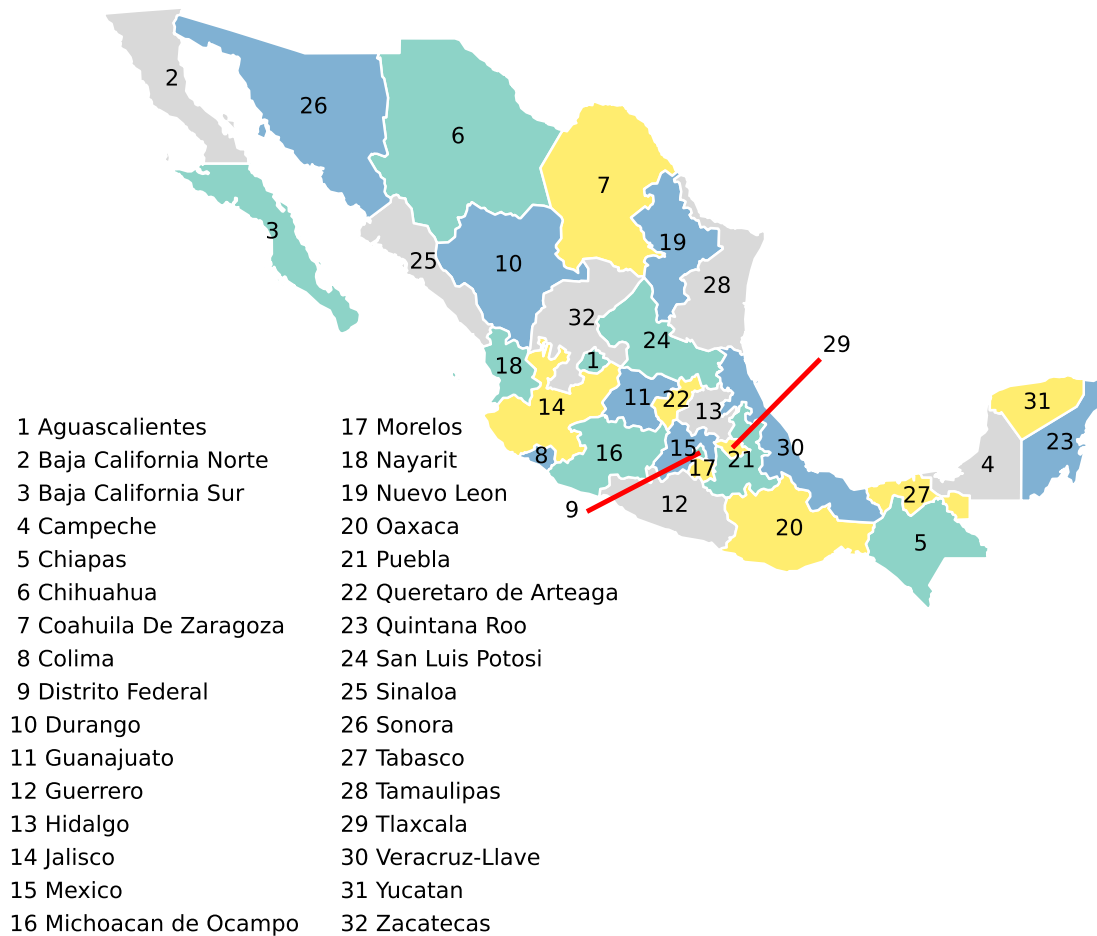 2
26
6
7
3
19
25
10
28
32
29
24
1
18
11
22
31
14
13
30
23
8
16
15
21
4
17
27
9
12
20
5
1 Aguascalientes
2 Baja California Norte
3 Baja California Sur
4 Campeche
5 Chiapas
6 Chihuahua
7 Coahuila De Zaragoza
8 Colima
9 Distrito Federal
10 Durango
11 Guanajuato
12 Guerrero
13 Hidalgo
14 Jalisco
15 Mexico
16 Michoacan de Ocampo
17 Morelos
18 Nayarit
19 Nuevo Leon
20 Oaxaca
21 Puebla
22 Queretaro de Arteaga
23 Quintana Roo
24 San Luis Potosi
25 Sinaloa
26 Sonora
27 Tabasco
28 Tamaulipas
29 Tlaxcala
30 Veracruz-Llave
31 Yucatan
32 Zacatecas